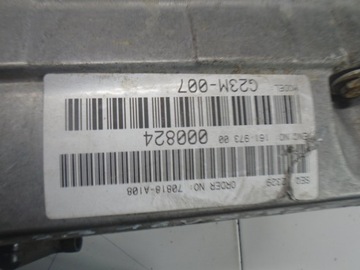 MODEL G23M-007
ENG NO 161 973 00 000824
SEQ
ORDER NO: 70818-A108